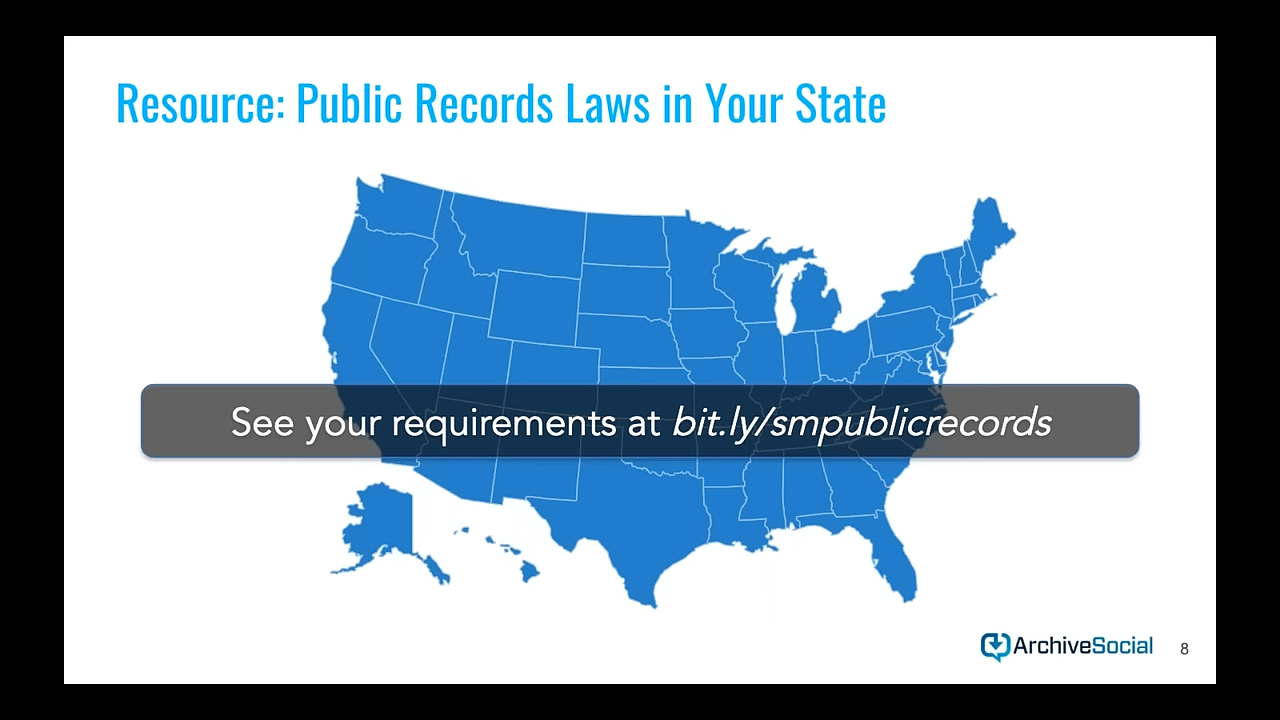 Resource: Public Records Laws in Your State
See your requirements at bit.ly/smpublicrecords
ArchiveSocial
8